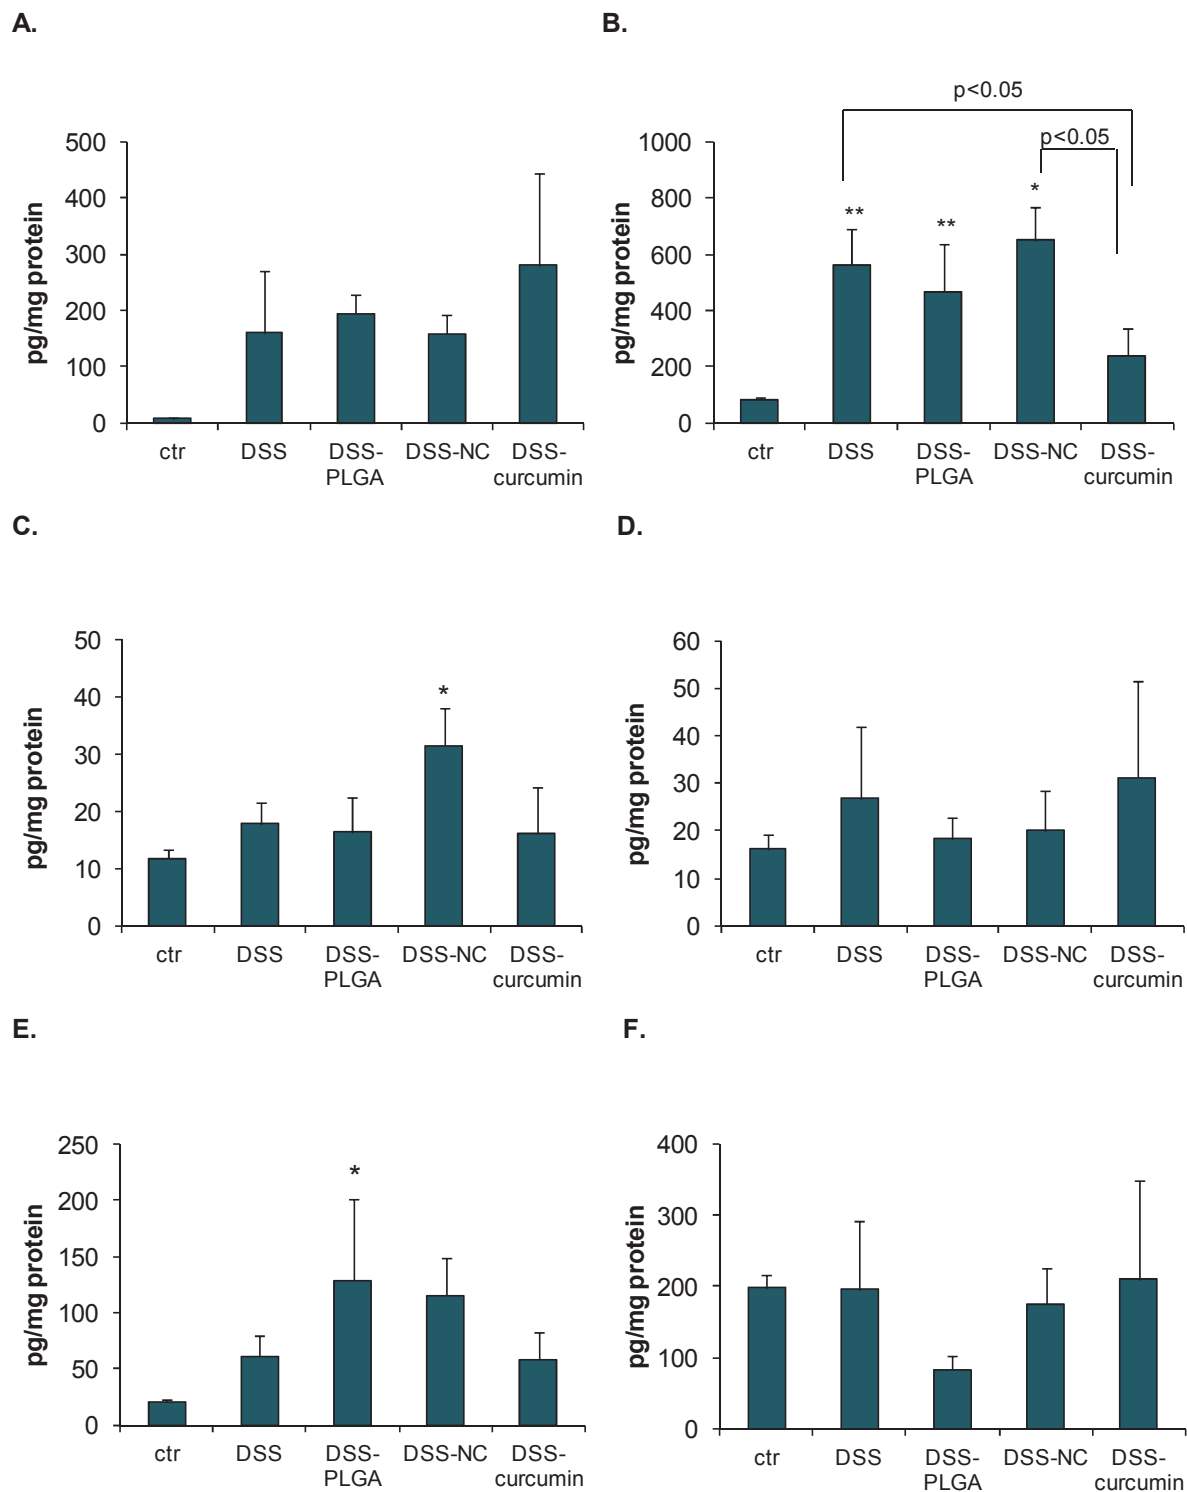 A.
pg/mg protein
500
400
300
200
100
0
ctr
DSS
DSS-
PLGA
DSS-NC
DSS-
curcumin
B.
p<0.05
p<0.05
pg/mg protein
1000
800
600
400
200
0
**
**
*
ctr
DSS
DSS-
PLGA
DSS-NC
DSS-
curcumin
C.
pg/mg protein
50
40
30
20
10
0
*
ctr
DSS
DSS-
PLGA
DSS-NC
DSS-
curcumin
D.
pg/mg protein
60
50
40
30
20
10
0
ctr
DSS
DSS-
PLGA
DSS-NC
DSS-
curcumin
E.
pg/mg protein
250
200
150
100
50
0
*
ctr
DSS
DSS-
PLGA
DSS-NC
DSS-
curcumin
F.
pg/mg protein
400
300
200
100
0
ctr
DSS
DSS-
PLGA
DSS-NC
DSS-
curcumin